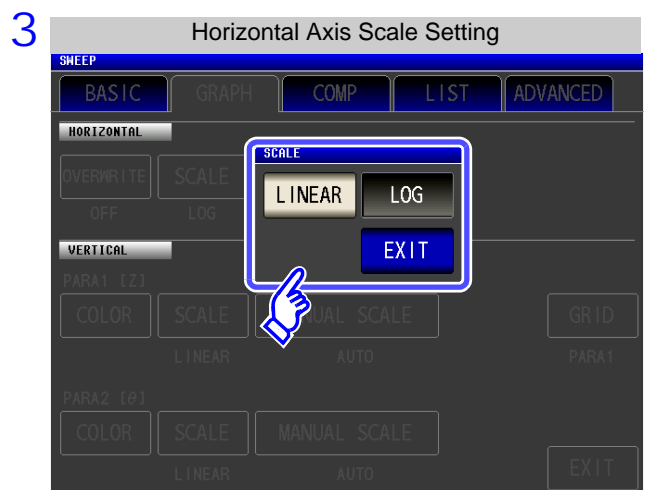 3
Horizontal Axis Scale Setting
SWEEP
BASIC GRAPH COMP LIST ADVANCED
HORIZONTAL
SCALE
OVERWRITE SCALE
LINEAR LOG
OFF LOG
EXIT
VERTICAL
PARA1 [Z]
COLOR SCALE UAL SCALE GRID
LINEAR AUTO PARA1
PARA2 [θ]
COLOR SCALE MANUAL SCALE
LINEAR AUTO EXIT